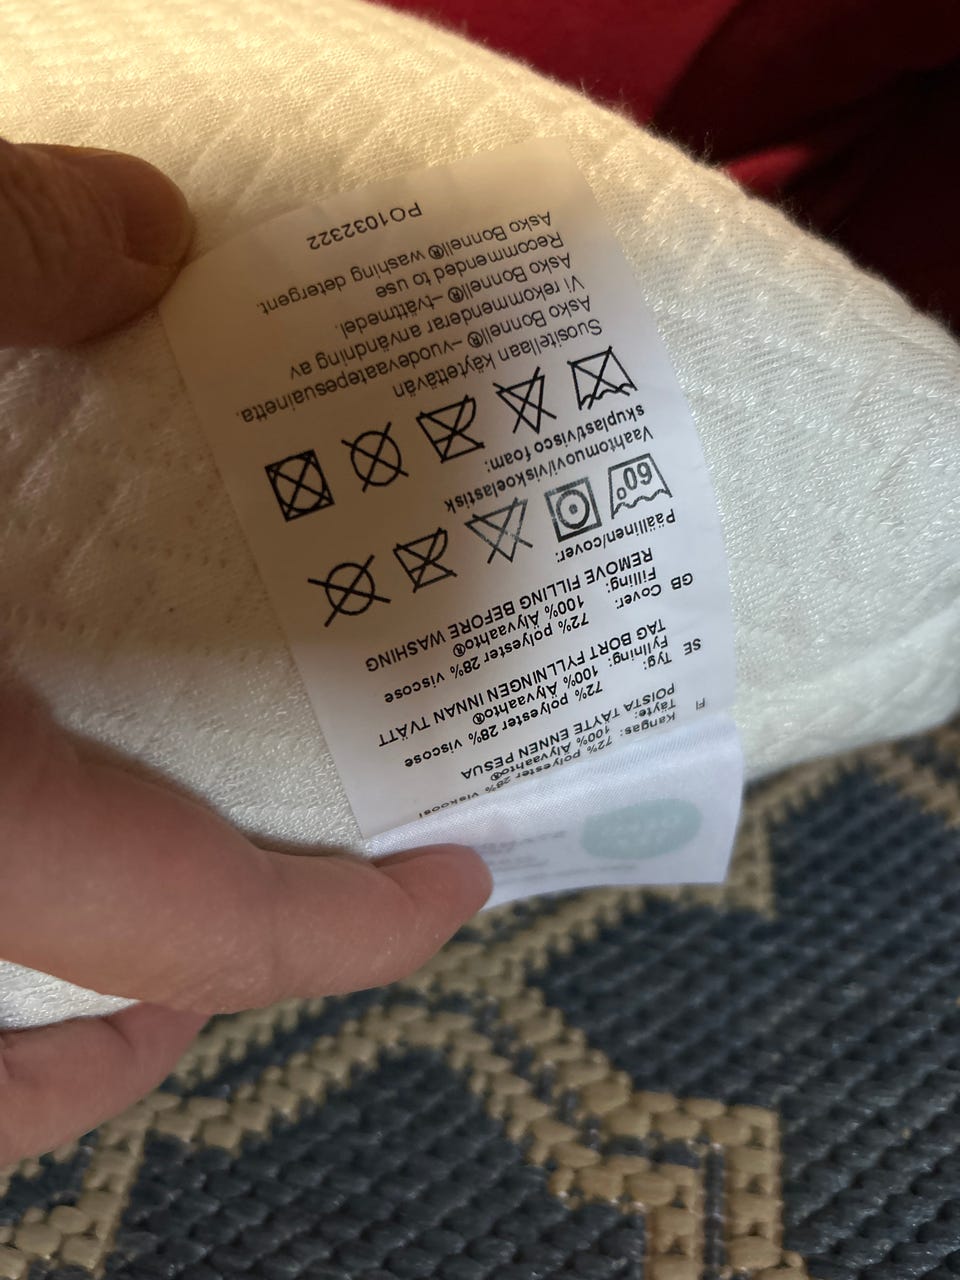 FI
Kangas: 72% polyester 28% viskoosi
Täyte: 100% Älyvaahto®
POISTA TÄYTE ENNEN PESUA
SE
Tyg: 72% polyester 28% viscose
Fyllning: 100% Älyvaahto®
TAG BORT FYLLNINGEN INNAN TVÄTT
GB
Cover: 72% polyester 28% viscose
Filling: 100% Älyvaahto®
REMOVE FILLING BEFORE WASHING
Päällinen/cover:
60°
Vaahtomuovi/viskoelastisk
skuplast/visco foam:
Suositellaan käytettävän
Asko Bonnell®–vuodevaatepesuainetta.
Vi rekommenderar användning av
Asko Bonnell®–tvättmedel.
Recommended to use
Asko Bonnell® washing detergent
PO1032322